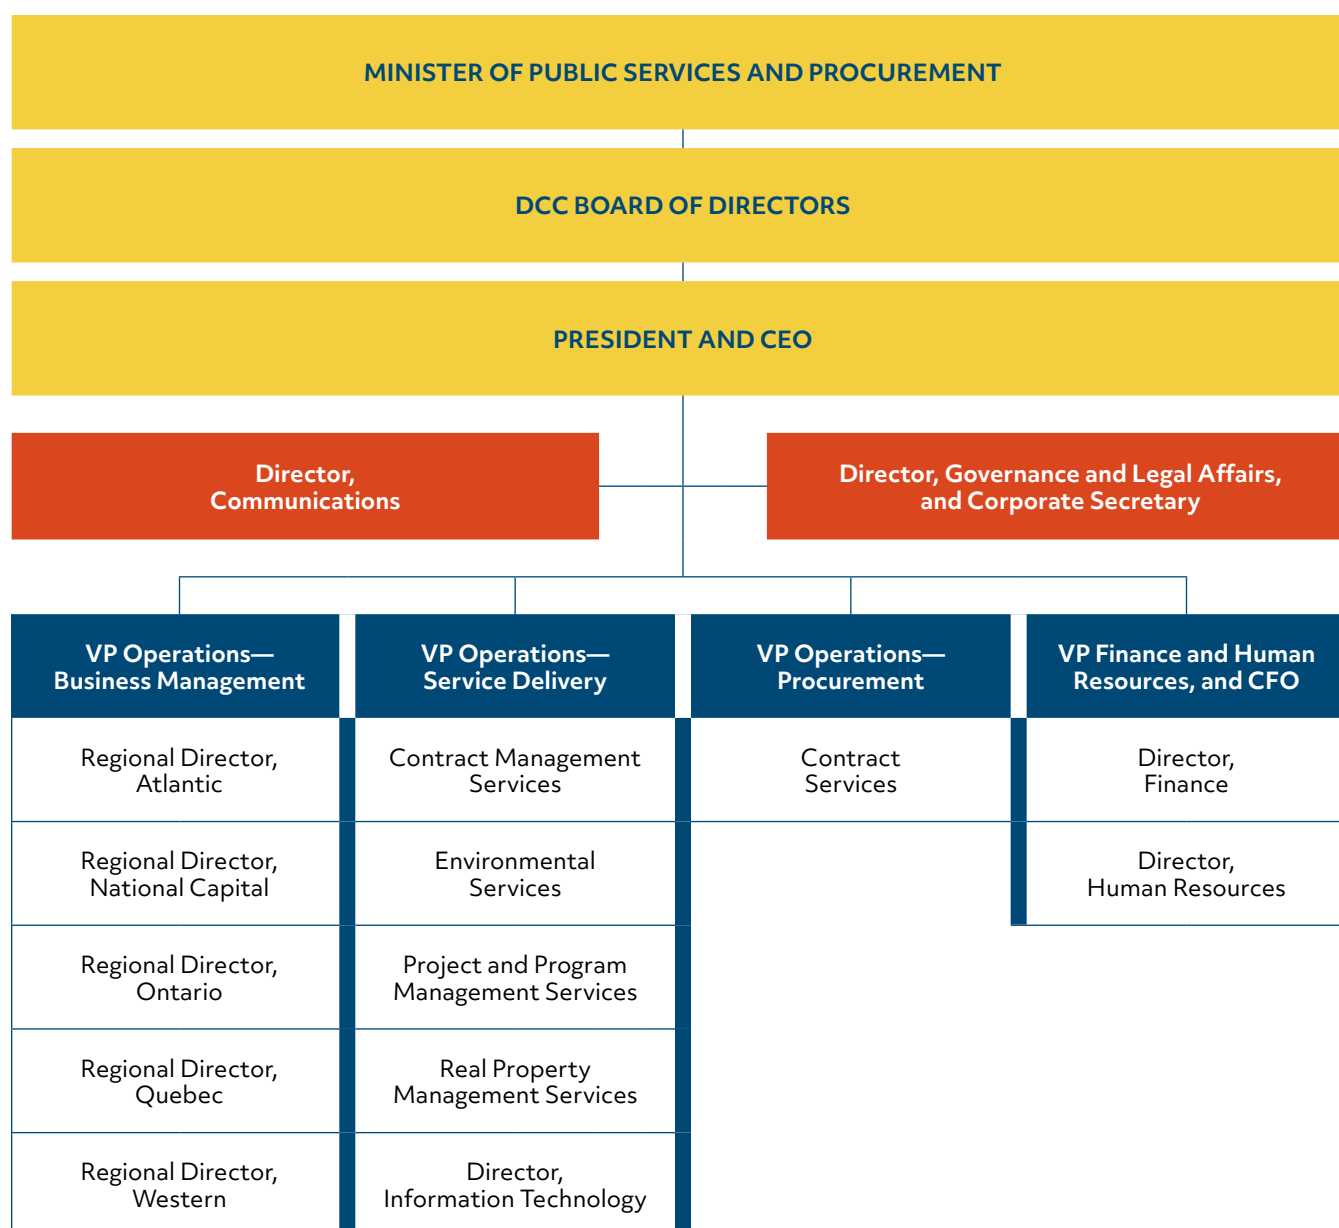 MINISTER OF PUBLIC SERVICES AND PROCUREMENT
DCC BOARD OF DIRECTORS
PRESIDENT AND CEO
Director,
Communications
Director, Governance and Legal Affairs,
and Corporate Secretary
VP Operations—
Business Management
Regional Director,
Atlantic
Regional Director,
National Capital
Regional Director,
Ontario
Regional Director,
Quebec
Regional Director,
Western
VP Operations—
Service Delivery
Contract Management
Services
Environmental
Services
Project and Program
Management Services
Real Property
Management Services
Director,
Information Technology
VP Operations—
Procurement
Contract
Services
VP Finance and Human
Resources, and CFO
Director,
Finance
Director,
Human Resources